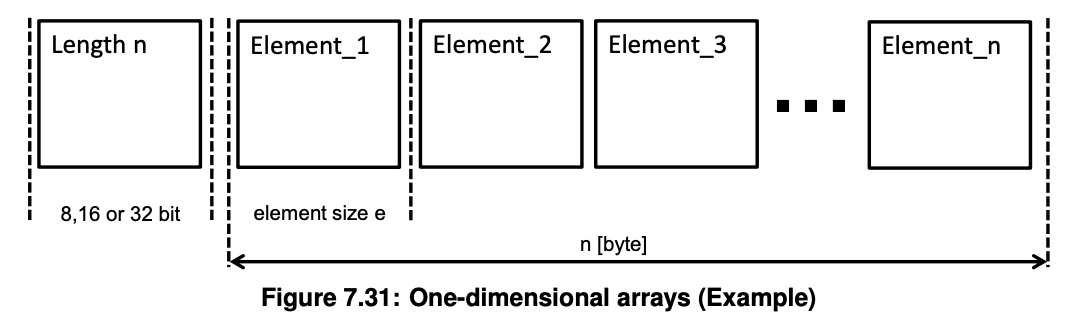 Length n Element_1 Element_2 Element_3 Element_n
8,16 or 32 bit element size e
n [byte]
Figure 7.31: One-dimensional arrays (Example)